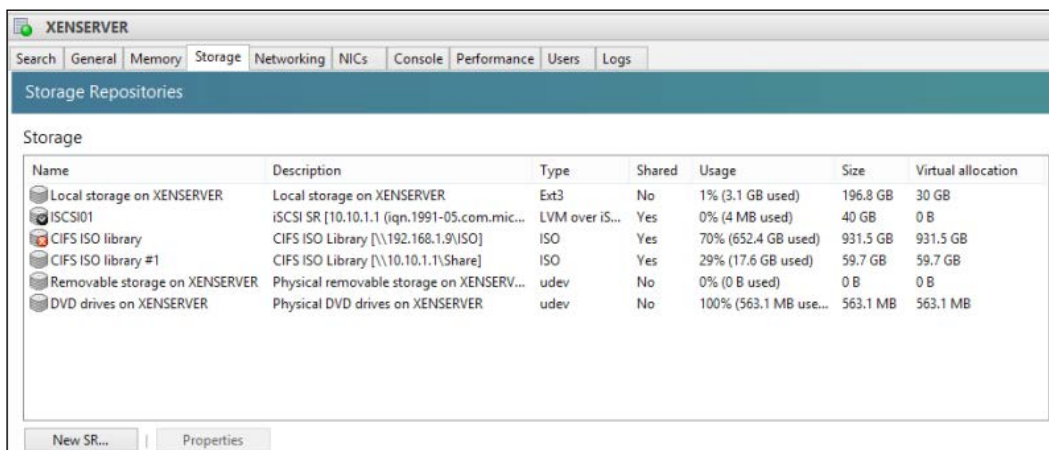 XENSERVER
Search General Memory Storage Networking NICs Console Performance Users Logs
Storage Repositories
Storage
Name Description Type Shared Usage Size Virtual allocation
Local storage on XENSERVER Local storage on XENSERVER Ext3 No 1% (3.1 GB used) 196.8 GB 30 GB
ISCSI01 iSCSI SR [10.10.1.1 (iqn.1991-05.com.mic... LVM over iS... Yes 0% (4 MB used) 40 GB 0 B
CIFS ISO library CIFS ISO Library [\\192.168.1.9\ISO] ISO Yes 70% (652.4 GB used) 931.5 GB 931.5 GB
CIFS ISO library #1 CIFS ISO Library [\\10.10.1.1\Share] ISO Yes 29% (17.6 GB used) 59.7 GB 59.7 GB
Removable storage on XENSERVER Physical removable storage on XENSERV... udev No 0% (0 B used) 0 B 0 B
DVD drives on XENSERVER Physical DVD drives on XENSERVER udev No 100% (563.1 MB use... 563.1 MB 563.1 MB
New SR... | Properties